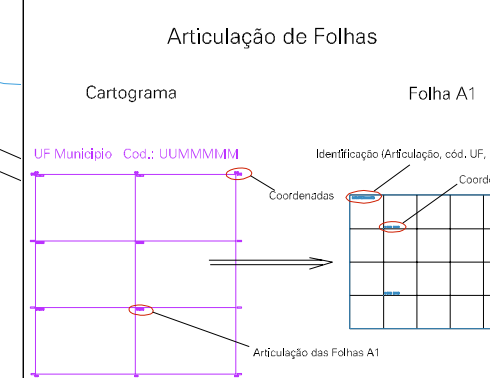 Articulação de Folhas
Cartograma
Folha A1
UF Municipio Cod.: UUMMMMM
Identificação (Articulação, cód. UF,
Coordenadas
Articulação das Folhas A1